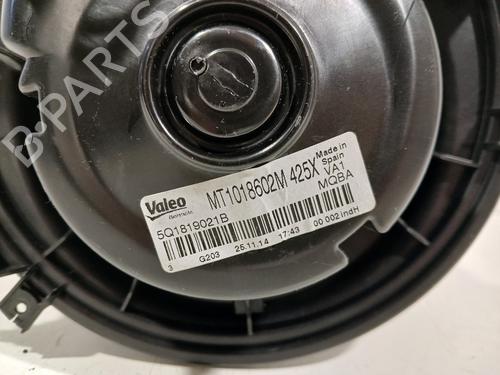 B-PARTS
Valeo
MT1018602M 425X
Made in
Spain
VA1
MQBA
5Q1819021B
3 G203 25.11.14 17:43 00 002 indH